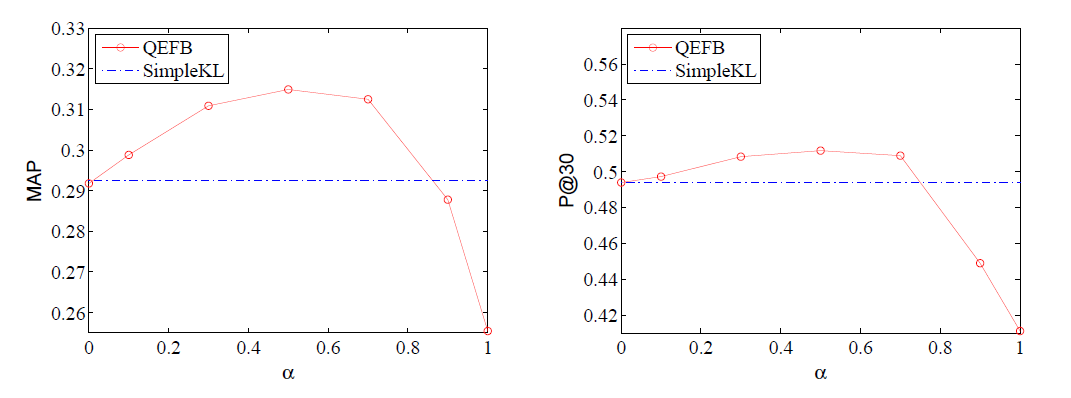 0.33
0.32
0.31
0.3
0.29
0.28
0.27
0.26
MAP
QEFB
SimpleKL
0 0.2 0.4 0.6 0.8 1
α
0.56
0.54
0.52
0.5
0.48
0.46
0.44
0.42
P@30
QEFB
SimpleKL
0 0.2 0.4 0.6 0.8 1
α